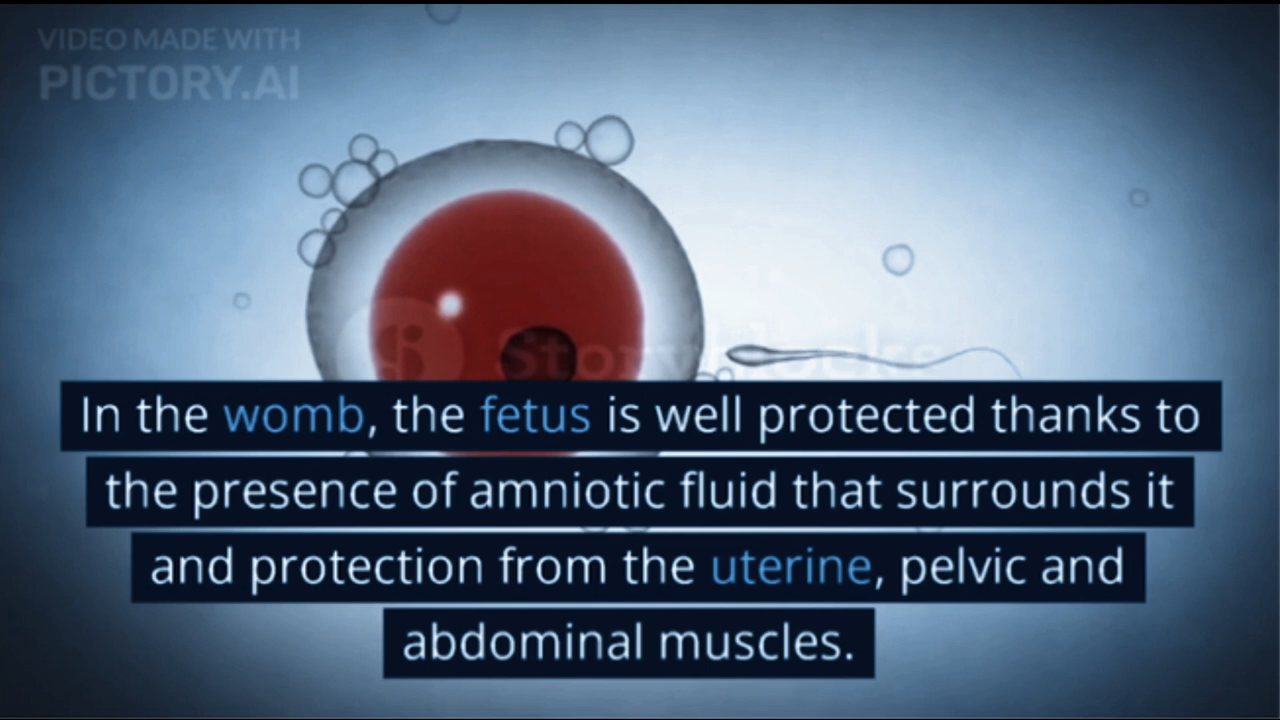 VIDEO MADE WITH
PICTORY.AI
Storyblocks
In the womb, the fetus is well protected thanks to
the presence of amniotic fluid that surrounds it
and protection from the uterine, pelvic and
abdominal muscles.